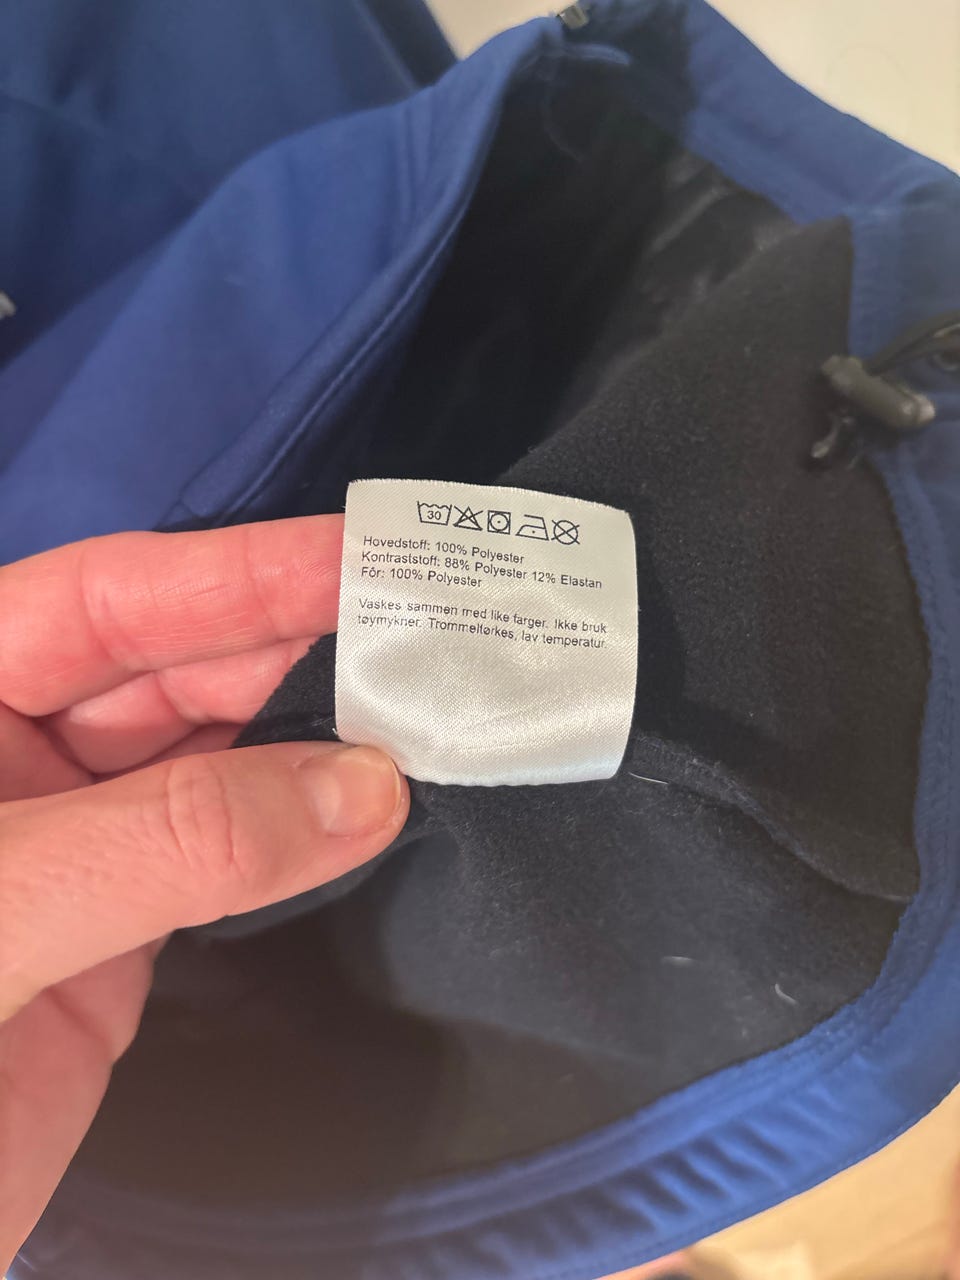 30
Hovedstoff: 100% Polyester
Kontraststoff: 88% Polyester 12% Elastan
Fór: 100% Polyester
Vaskes sammen med like farger. Ikke bruk
tøymykner. Trommeltørkes, lav temperatur.